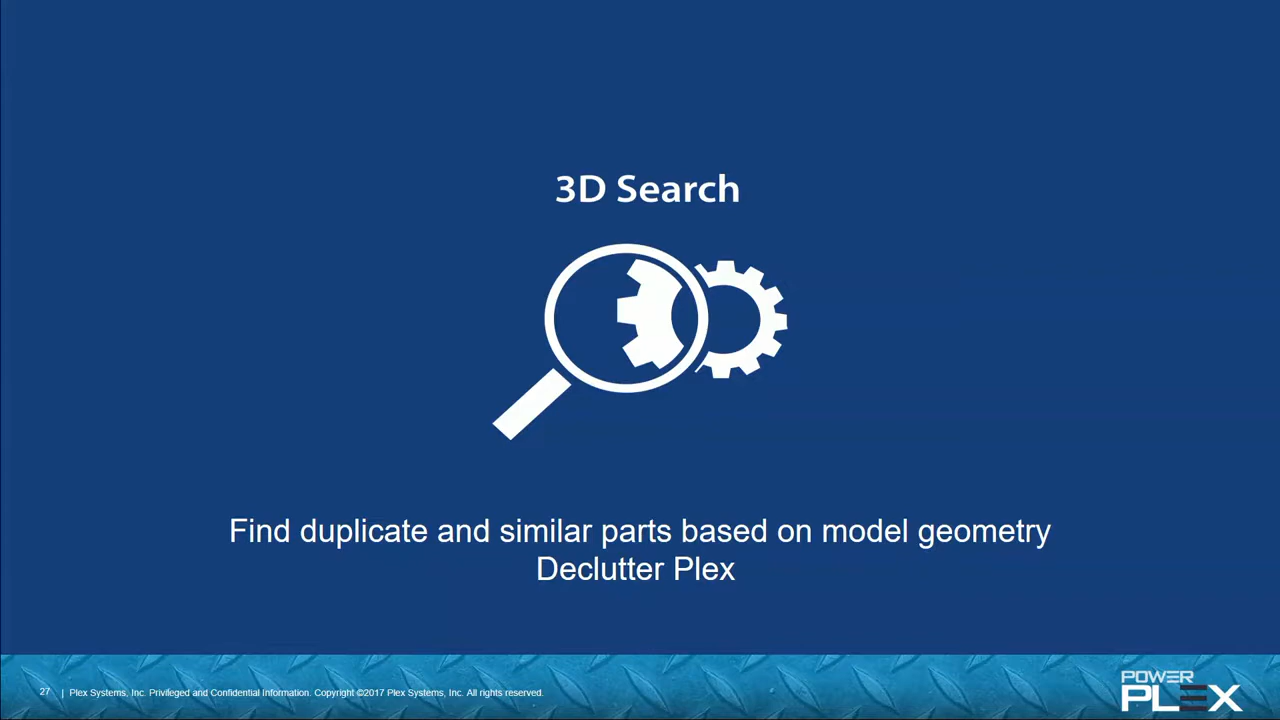 3D Search
Find duplicate and similar parts based on model geometry
Declutter Plex
27 | Plex Systems, Inc. Privileged and Confidential Information. Copyright ©2017 Plex Systems, Inc. All rights reserved.
POWER
PLEX